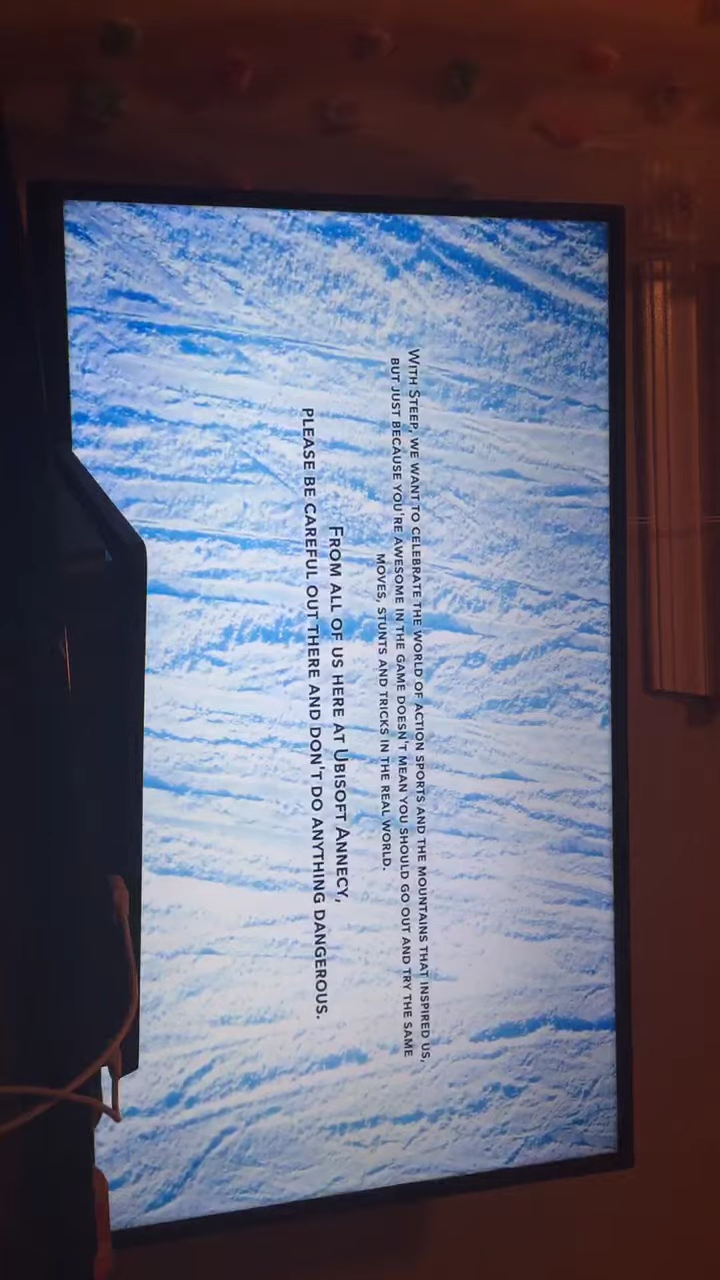 With Steep, we want to celebrate the world of action sports and the mountains that inspired us,
but just because you're awesome in the game doesn't mean you should go out and try the same
moves, stunts and tricks in the real world.
From all of us here at Ubisoft Annecy,
please be careful out there and don't do anything dangerous.